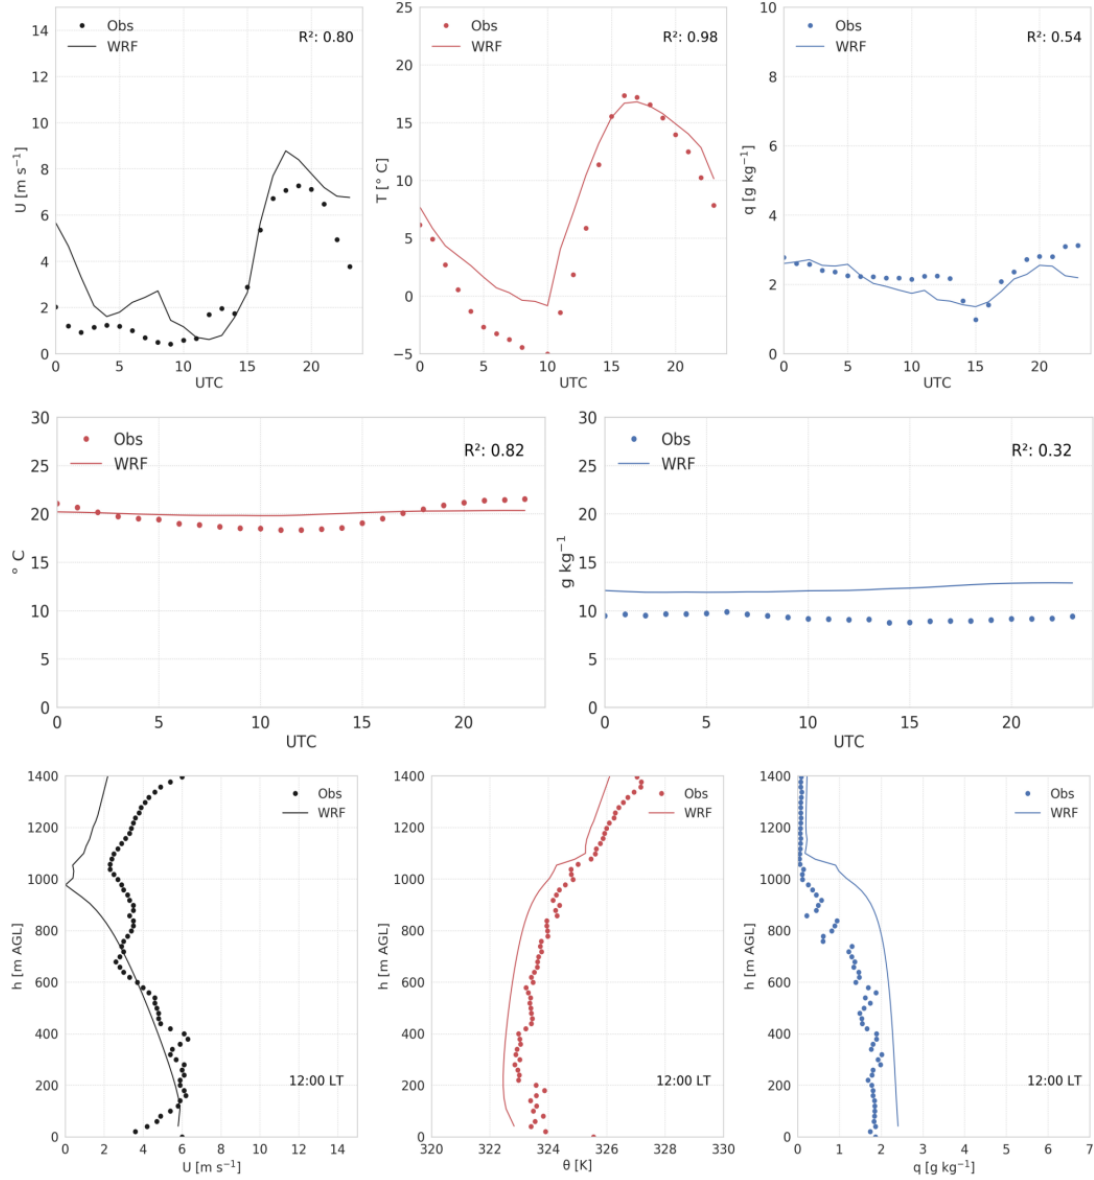 Obs
WRF
R²: 0.80
U [m s⁻¹]
14
12
10
8
6
4
2
0
0 5 10 15 20
UTC
Obs
WRF
R²: 0.98
T [° C]
25
20
15
10
5
0
−5
0 5 10 15 20
UTC
Obs
WRF
R²: 0.54
q [g kg⁻¹]
10
8
6
4
2
0
0 5 10 15 20
UTC
Obs
WRF
R²: 0.82
° C
30
25
20
15
10
5
0
0 5 10 15 20
UTC
Obs
WRF
R²: 0.32
g kg⁻¹
30
25
20
15
10
5
0
0 5 10 15 20
UTC
Obs
WRF
h [m AGL]
1400
1200
1000
800
600
400
200
0
12:00 LT
0 2 4 6 8 10 12 14
U [m s⁻¹]
Obs
WRF
h [m AGL]
1400
1200
1000
800
600
400
200
0
12:00 LT
320 322 324 326 328 330
θ [K]
Obs
WRF
h [m AGL]
1400
1200
1000
800
600
400
200
0
12:00 LT
0 1 2 3 4 5 6 7
q [g kg⁻¹]